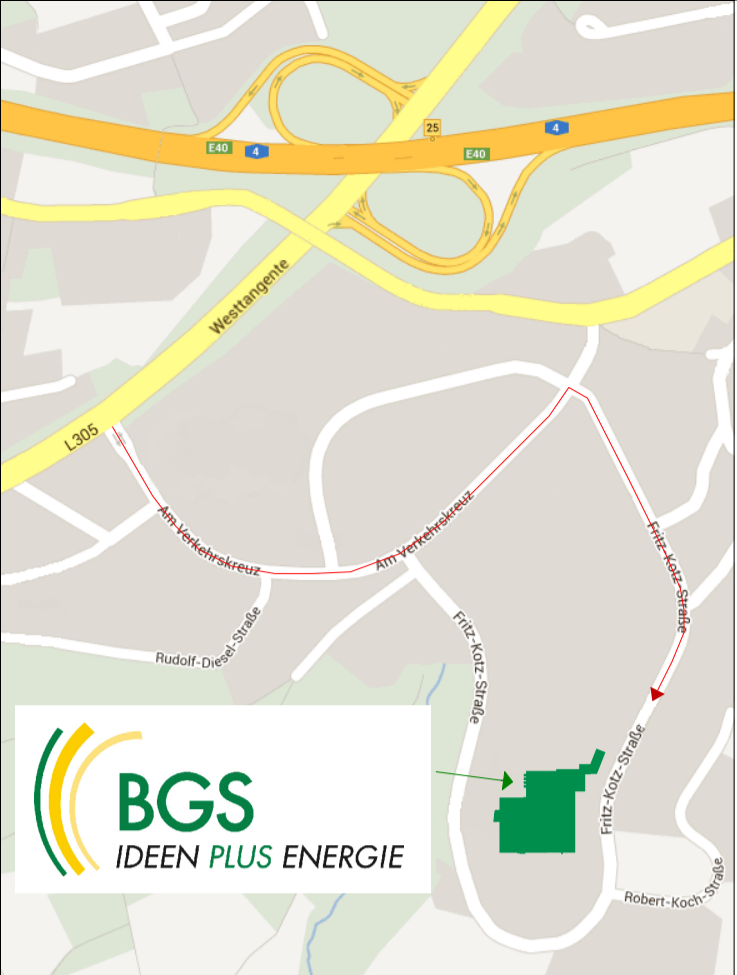 25
4
E40
4
E40
Westtangente
L305
Am Verkehrskreuz
Am Verkehrskreuz
Fritz-Kotz-Straße
Rudolf-Diesel-Straße
Fritz-Kotz-Straße
Fritz-Kotz-Straße
BGS
IDEEN PLUS ENERGIE
Robert-Koch-Straße